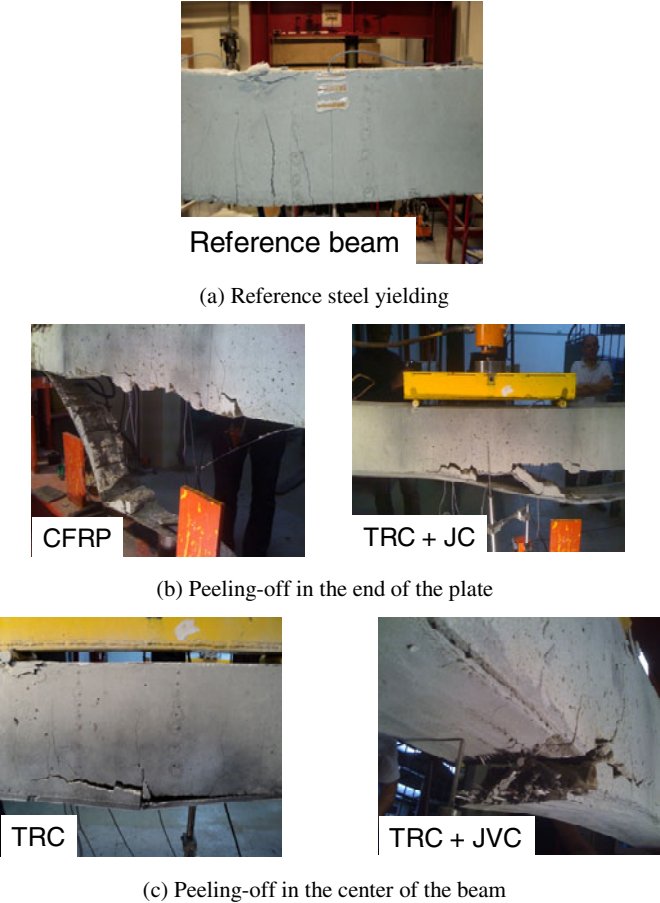 Reference beam
(a) Reference steel yielding
CFRP
TRC + JC
(b) Peeling-off in the end of the plate
TRC
TRC + JVC
(c) Peeling-off in the center of the beam